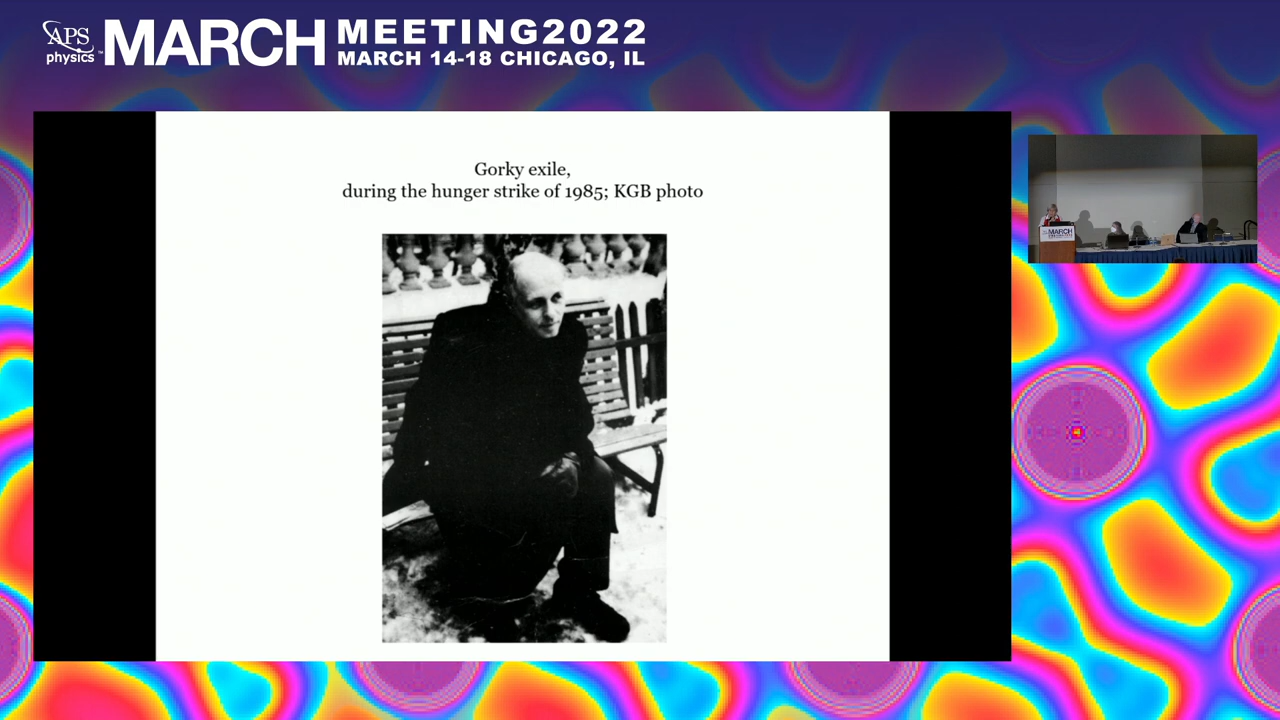 APS
physics
MARCH
MEETING2022
MARCH 14-18 CHICAGO, IL
Gorky exile,
during the hunger strike of 1985; KGB photo
MARCH